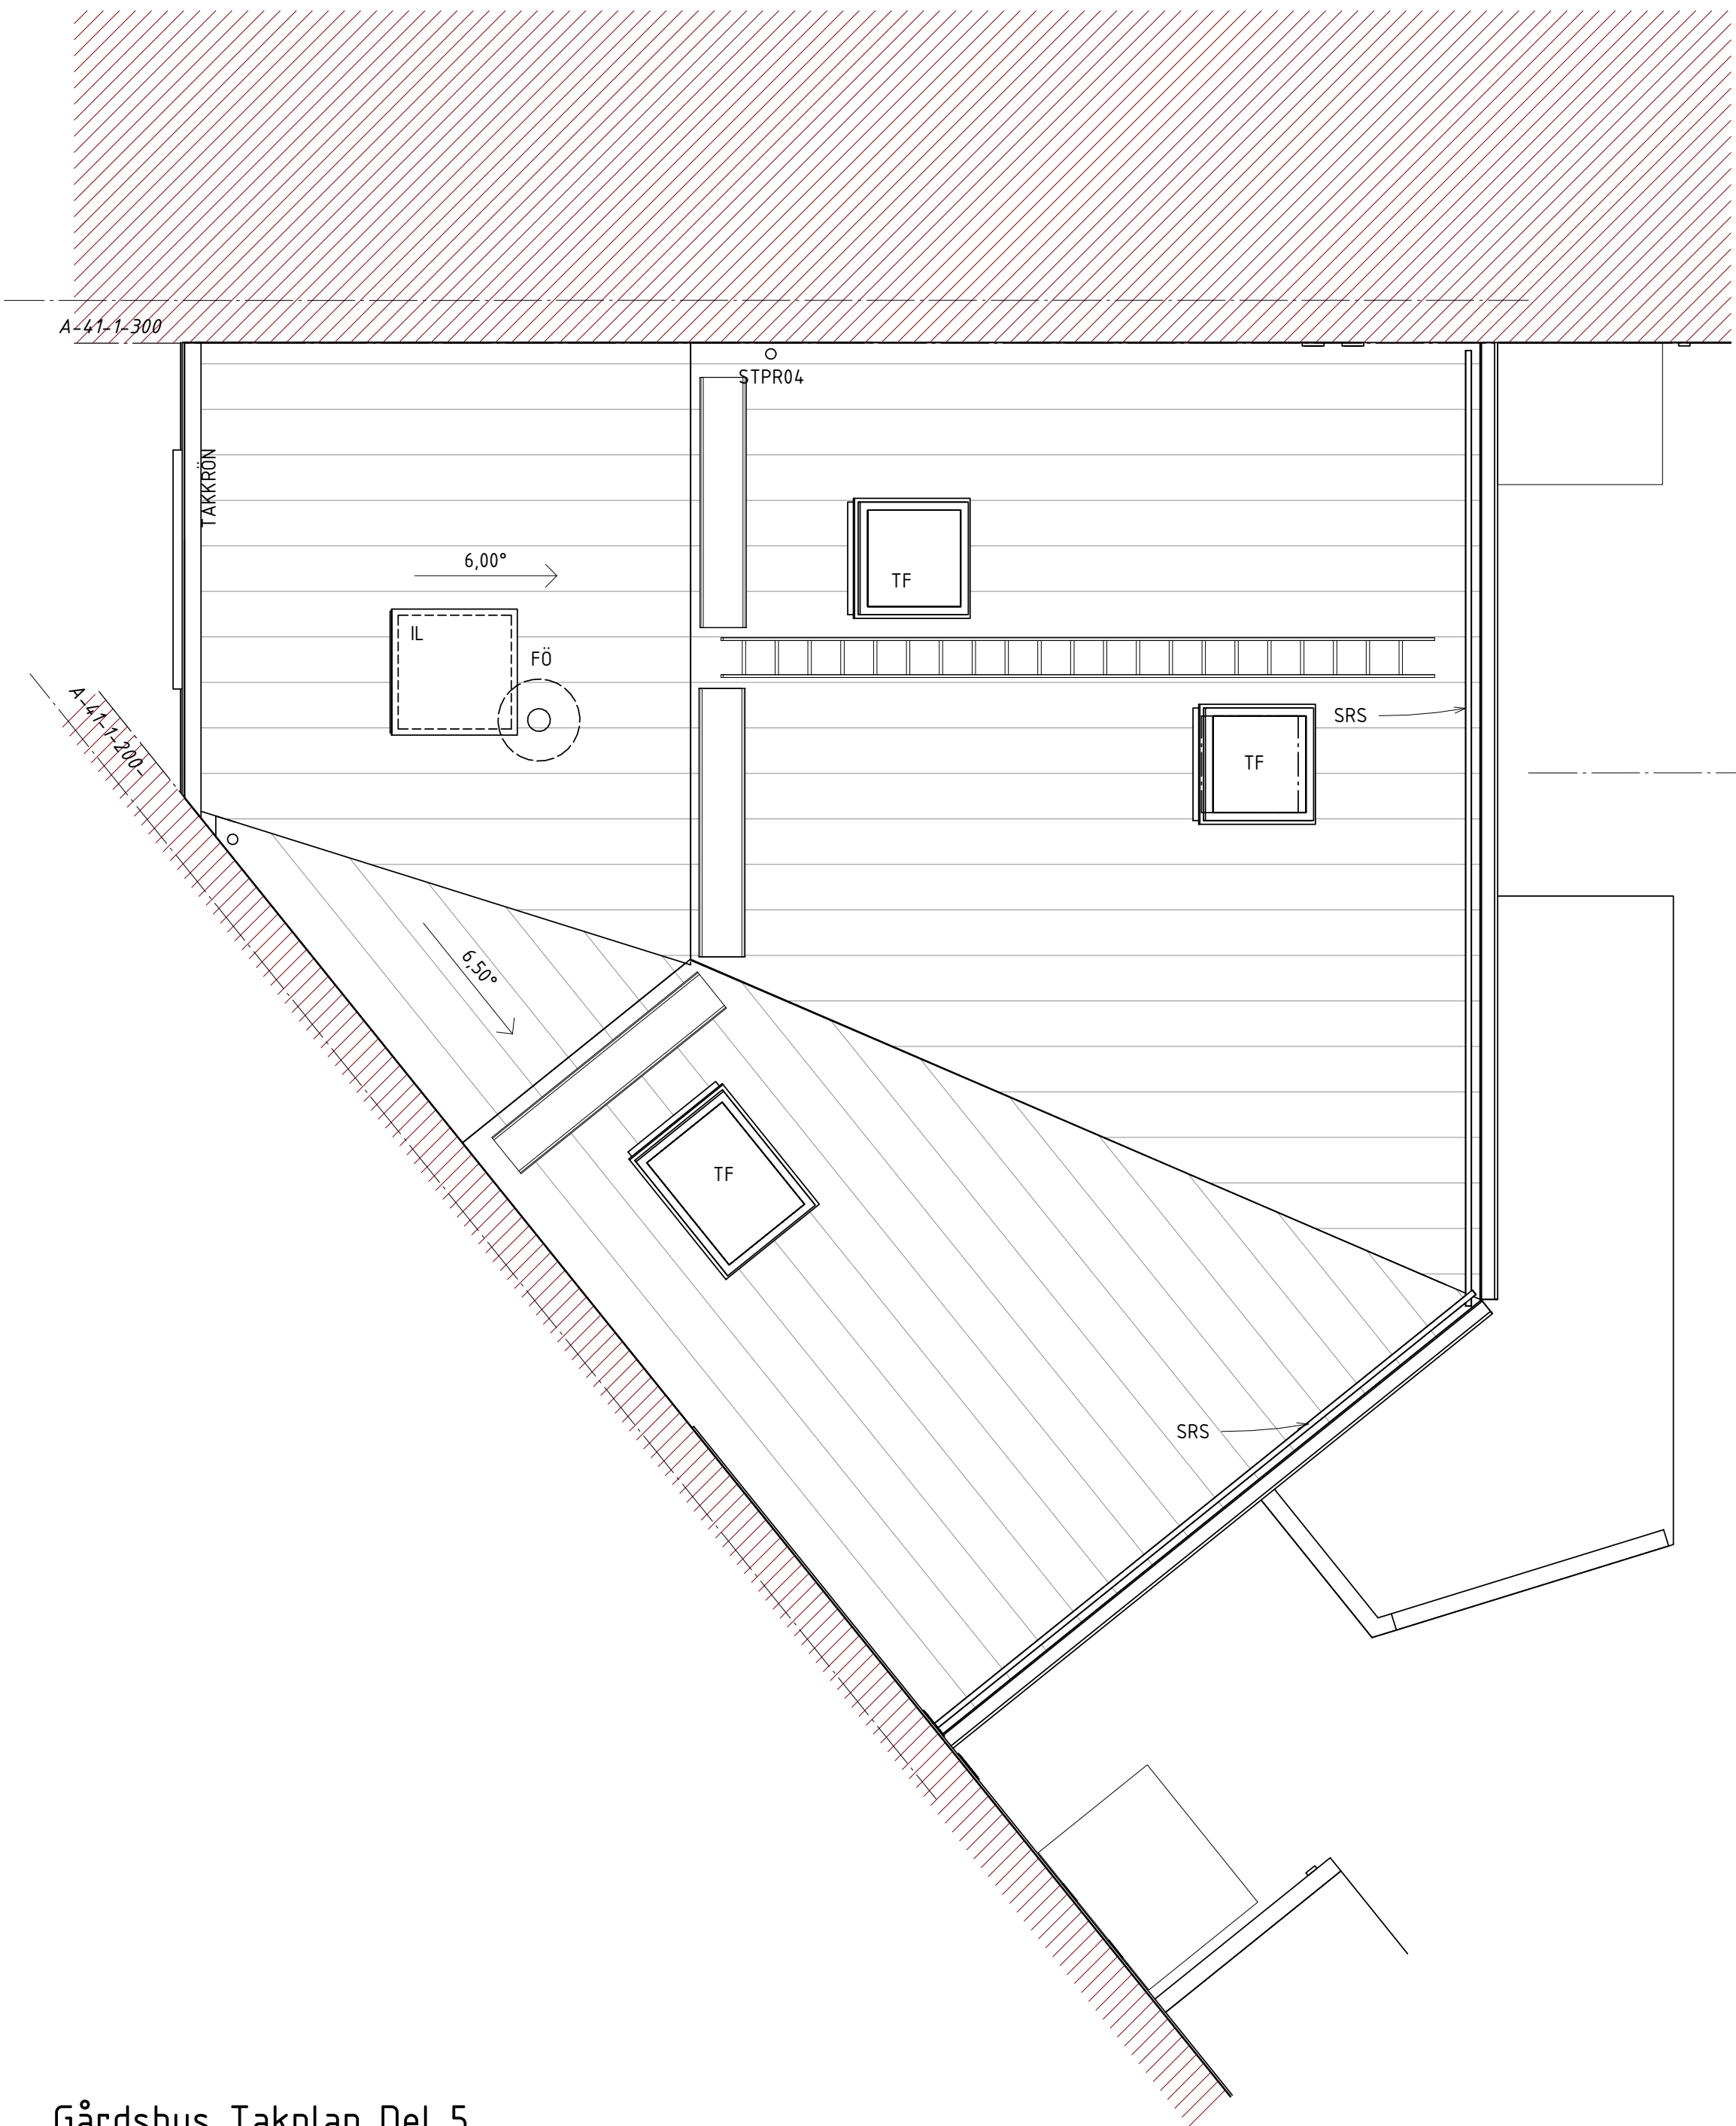 A-41-1-300
STPR04
TAKKRÖN
6,00°
TF
IL
FÖ
A-41-1-200-
SRS
TF
6,50°
TF
SRS
Gårdshus Takplan Del 5